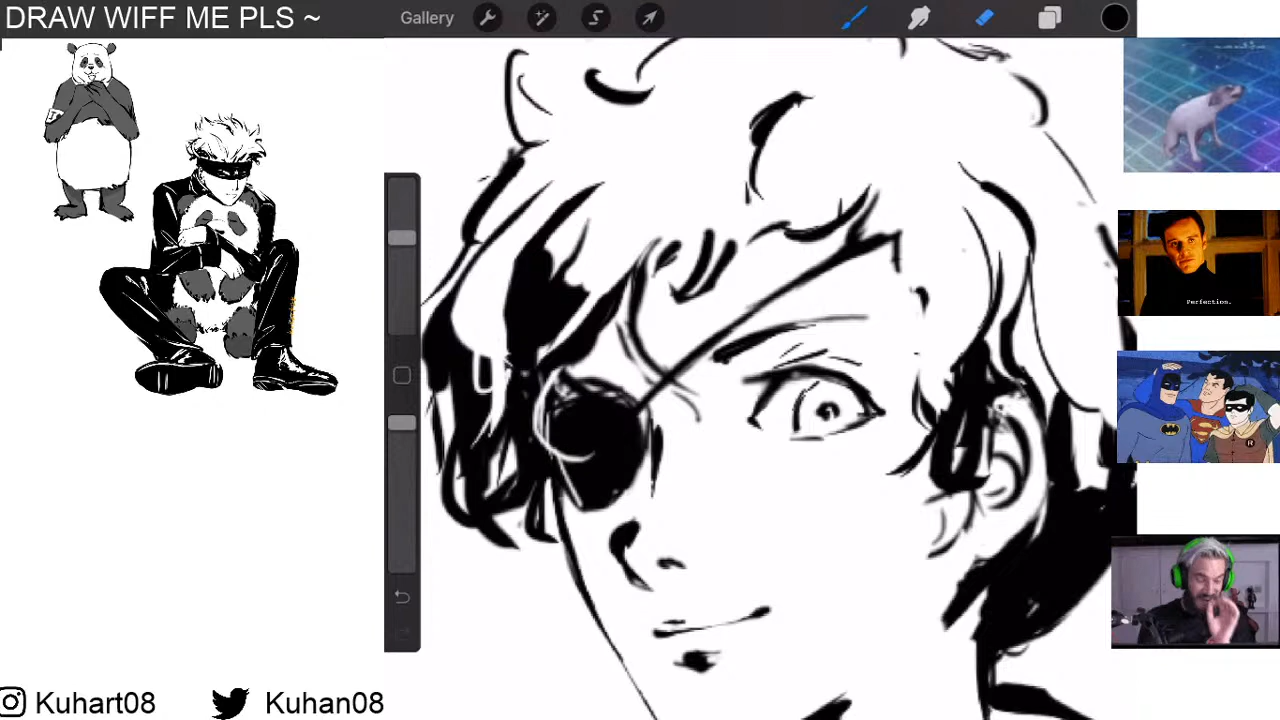 DRAW WIFF ME PLS ~
Gallery
Perfection.
Kuhart08
Kuhan08